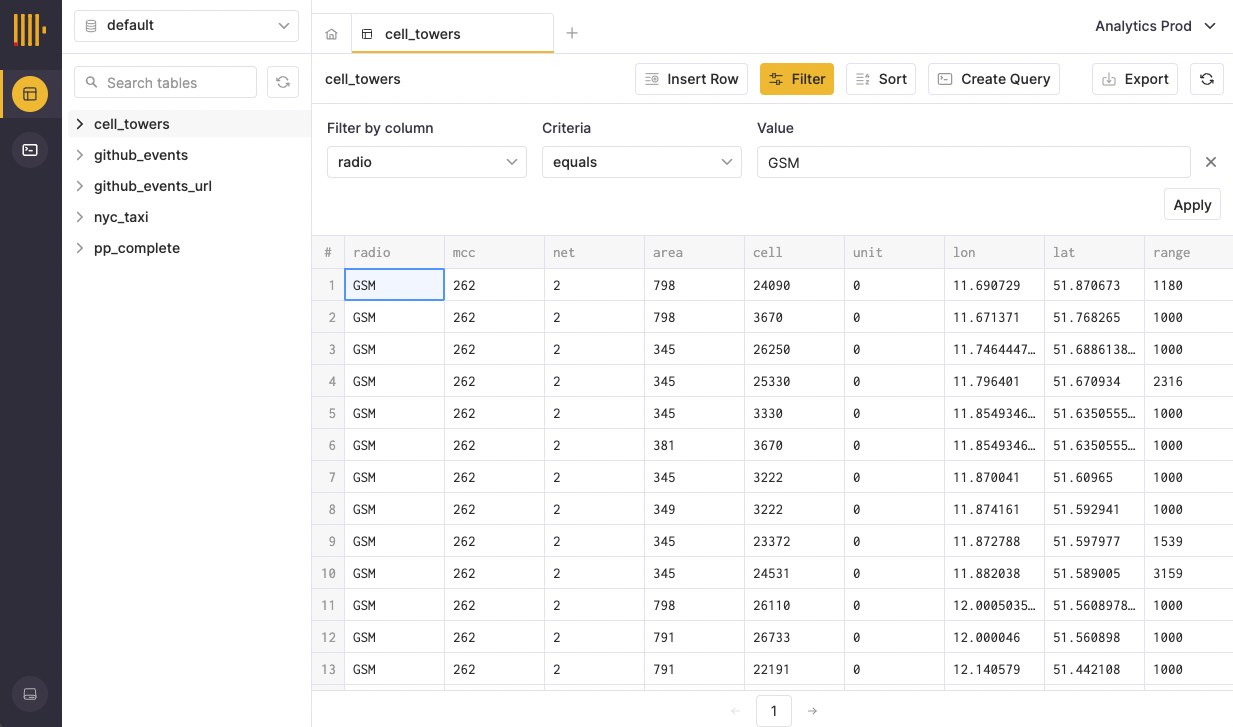 default
cell_towers
Analytics Prod
Search tables
cell_towers
Insert Row
Filter
Sort
Create Query
Export
cell_towers
github_events
github_events_url
nyc_taxi
pp_complete
Filter by column
Criteria
Value
radio
equals
GSM
Apply
# radio mcc net area cell unit lon lat range
1 GSM 262 2 798 24090 0 11.690729 51.870673 1180
2 GSM 262 2 798 3670 0 11.671371 51.768265 1000
3 GSM 262 2 345 26250 0 11.7464447… 51.6886138… 1000
4 GSM 262 2 345 25330 0 11.796401 51.670934 2316
5 GSM 262 2 345 3330 0 11.8549346… 51.6350555… 1000
6 GSM 262 2 381 3670 0 11.8549346… 51.6350555… 1000
7 GSM 262 2 345 3222 0 11.870041 51.60965 1000
8 GSM 262 2 349 3222 0 11.874161 51.592941 1000
9 GSM 262 2 345 23372 0 11.872788 51.597977 1539
10 GSM 262 2 345 24531 0 11.882038 51.589005 3159
11 GSM 262 2 798 26110 0 12.0005035… 51.5608978… 1000
12 GSM 262 2 791 26733 0 12.000046 51.560898 1000
13 GSM 262 2 791 22191 0 12.140579 51.442108 1000
1